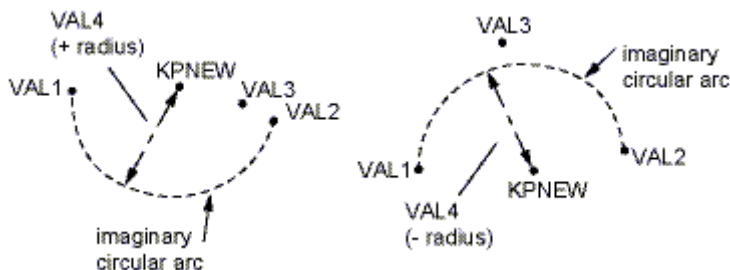 VAL4
(+ radius)
KPNEW
VAL1
VAL3
VAL2
imaginary
circular arc
VAL3
imaginary
circular arc
VAL1
VAL2
KPNEW
VAL4
(- radius)